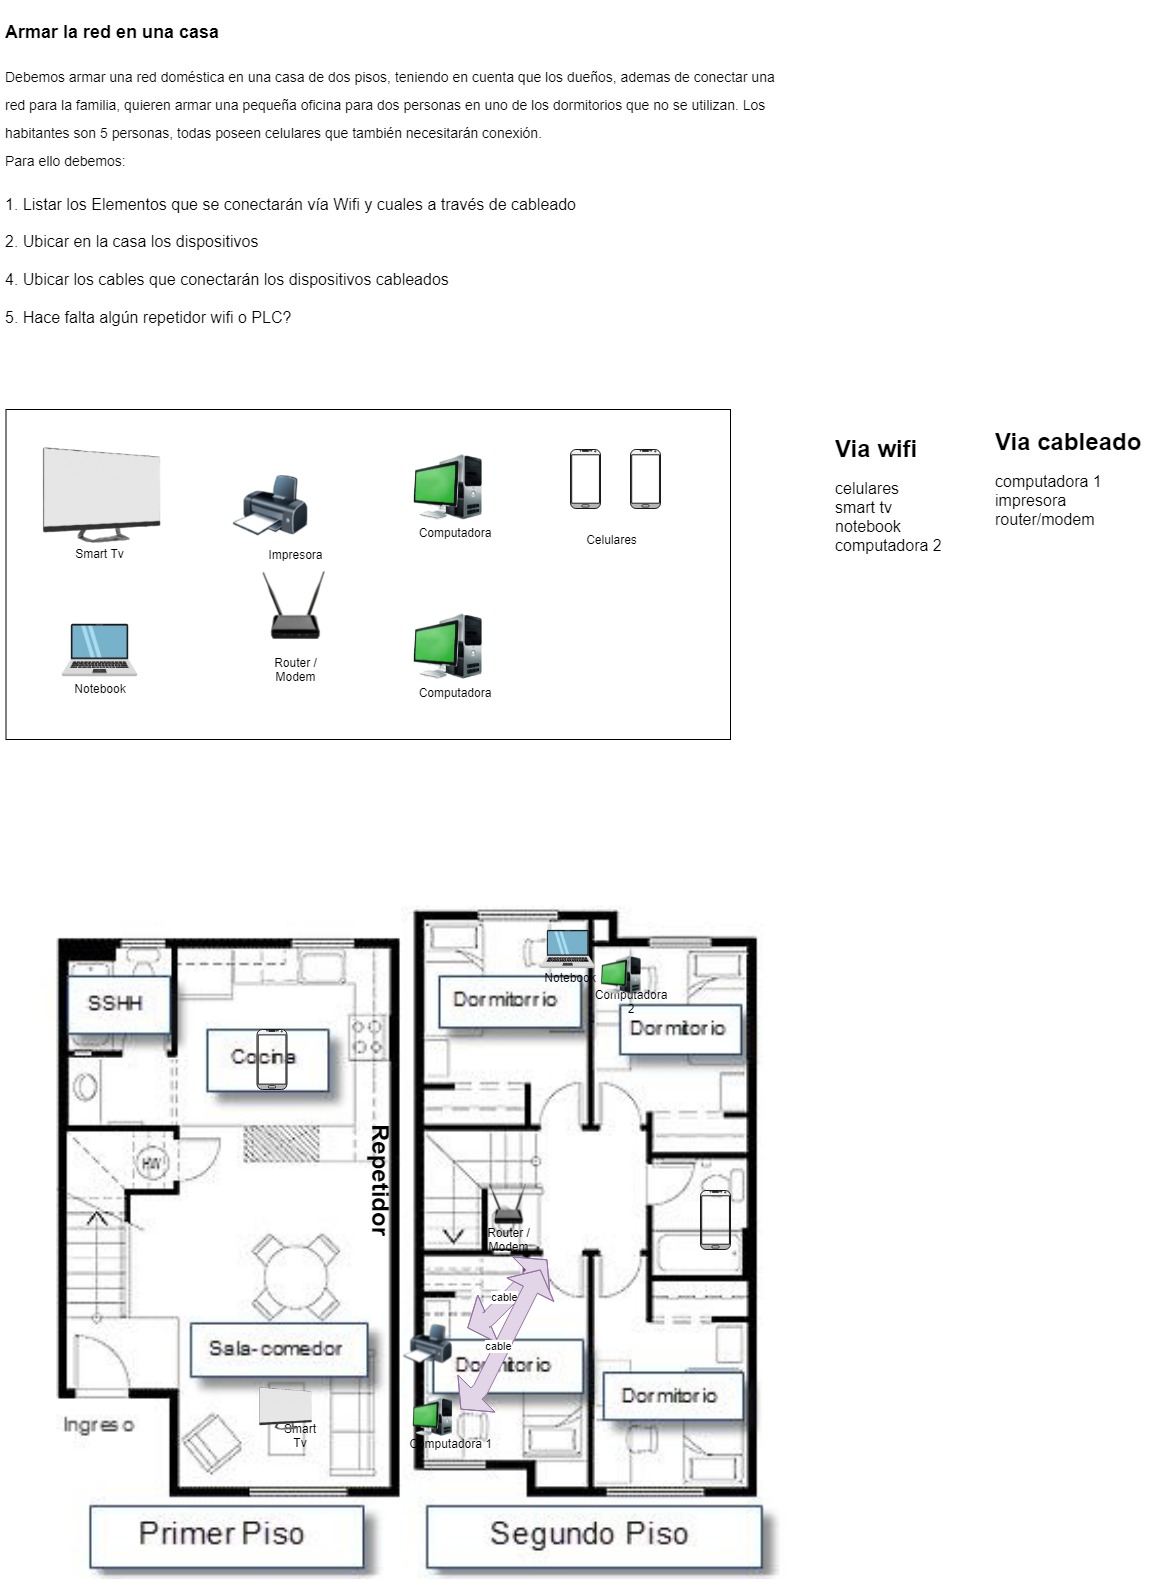 Armar la red en una casa
Debemos armar una red doméstica en una casa de dos pisos, teniendo en cuenta que los dueños, ademas de conectar una
red para la familia, quieren armar una pequeña oficina para dos personas en uno de los dormitorios que no se utilizan. Los
habitantes son 5 personas, todas poseen celulares que también necesitarán conexión.
Para ello debemos:
1. Listar los Elementos que se conectarán vía Wifi y cuales a través de cableado
2. Ubicar en la casa los dispositivos
4. Ubicar los cables que conectarán los dispositivos cableados
5. Hace falta algún repetidor wifi o PLC?
Smart Tv
Impresora
Computadora
Celulares
Notebook
Router /
Modem
Computadora
Via wifi
celulares
smart tv
notebook
computadora 2
Via cableado
computadora 1
impresora
router/modem
SSHH
Cocina
HW
Repetidor
Sala-comedor
Smart
Tv
Ingreso
Primer Piso
Notebook
Dormitorrio
Computadora
2
Dormitorio
Router /
Modem
cable
cable
Dormitorio
Computadora 1
Dormitorio
Segundo Piso